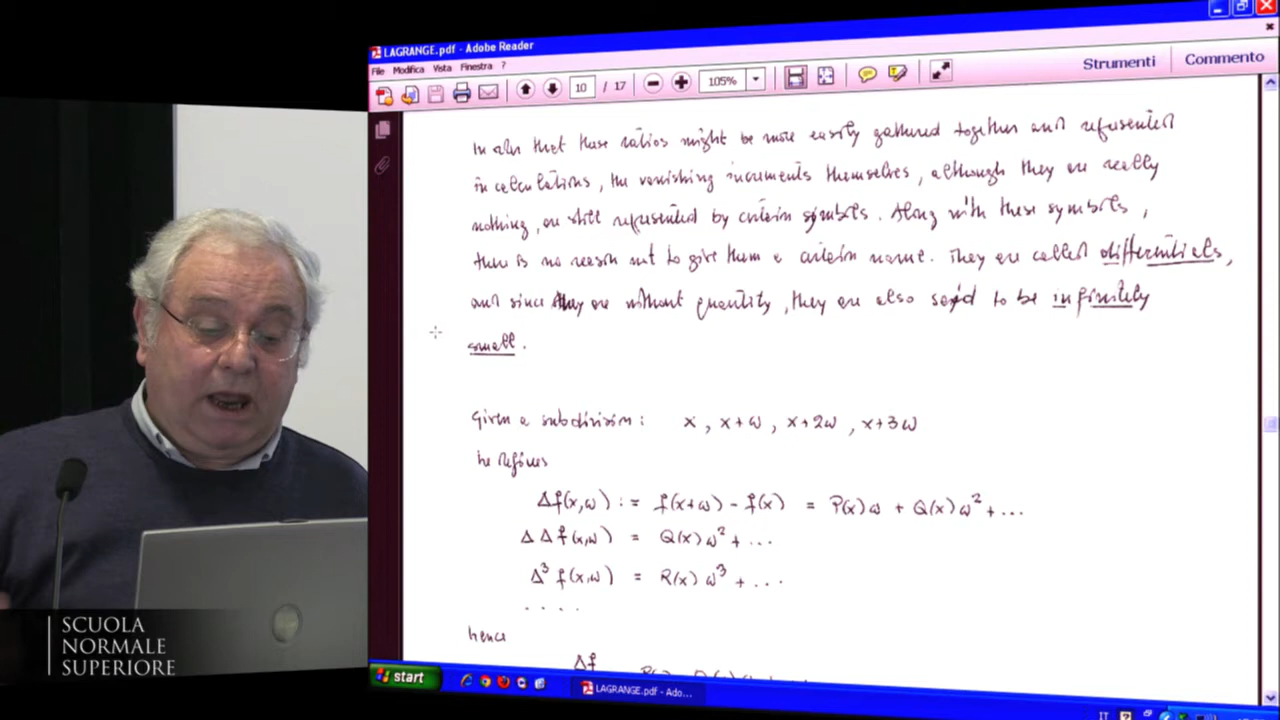 LAGRANGE.pdf - Adobe Reader
File Modifica Vista Finestra ?
10 / 17 105% Strumenti Commento
In order that these ratios might be more easily gathered together and represented
in calculations, the vanishing increments themselves, although they are really
nothing, are still represented by certain symbols. Along with these symbols,
there is no reason not to give them a certain name. They are called differentials,
and since they are without quantity, they are also said to be infinitely
small.
Given a subdivision: x, x+ω, x+2ω, x+3ω
he defines
Δf(x,ω) := f(x+ω) - f(x) = P(x)ω + Q(x)ω² + ...
ΔΔf(x,ω) = Q(x)ω² + ...
Δ³f(x,ω) = R(x)ω³ + ...
....
hence
Δf
start
LAGRANGE.pdf - Ado...
IT
SCUOLA
NORMALE
SUPERIORE